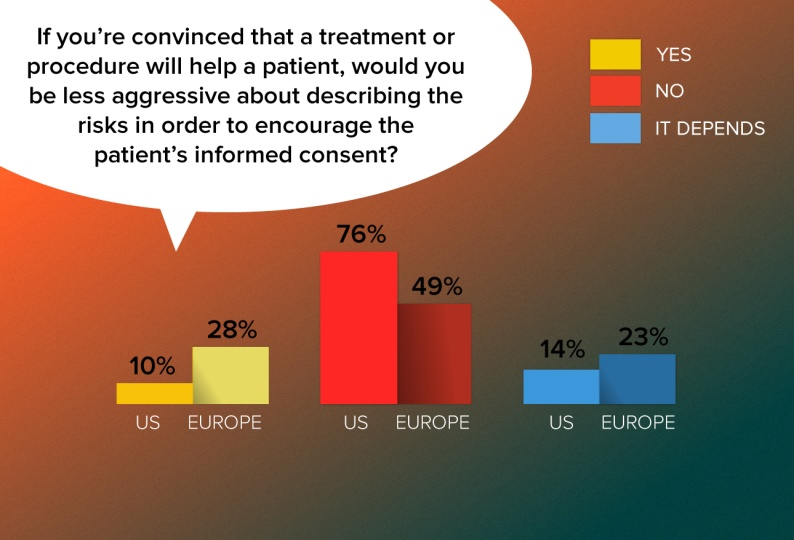 If you’re convinced that a treatment or
procedure will help a patient, would you
be less aggressive about describing the
risks in order to encourage the
patient’s informed consent?
YES
NO
IT DEPENDS
10%
28%
76%
49%
14%
23%
US
EUROPE
US
EUROPE
US
EUROPE